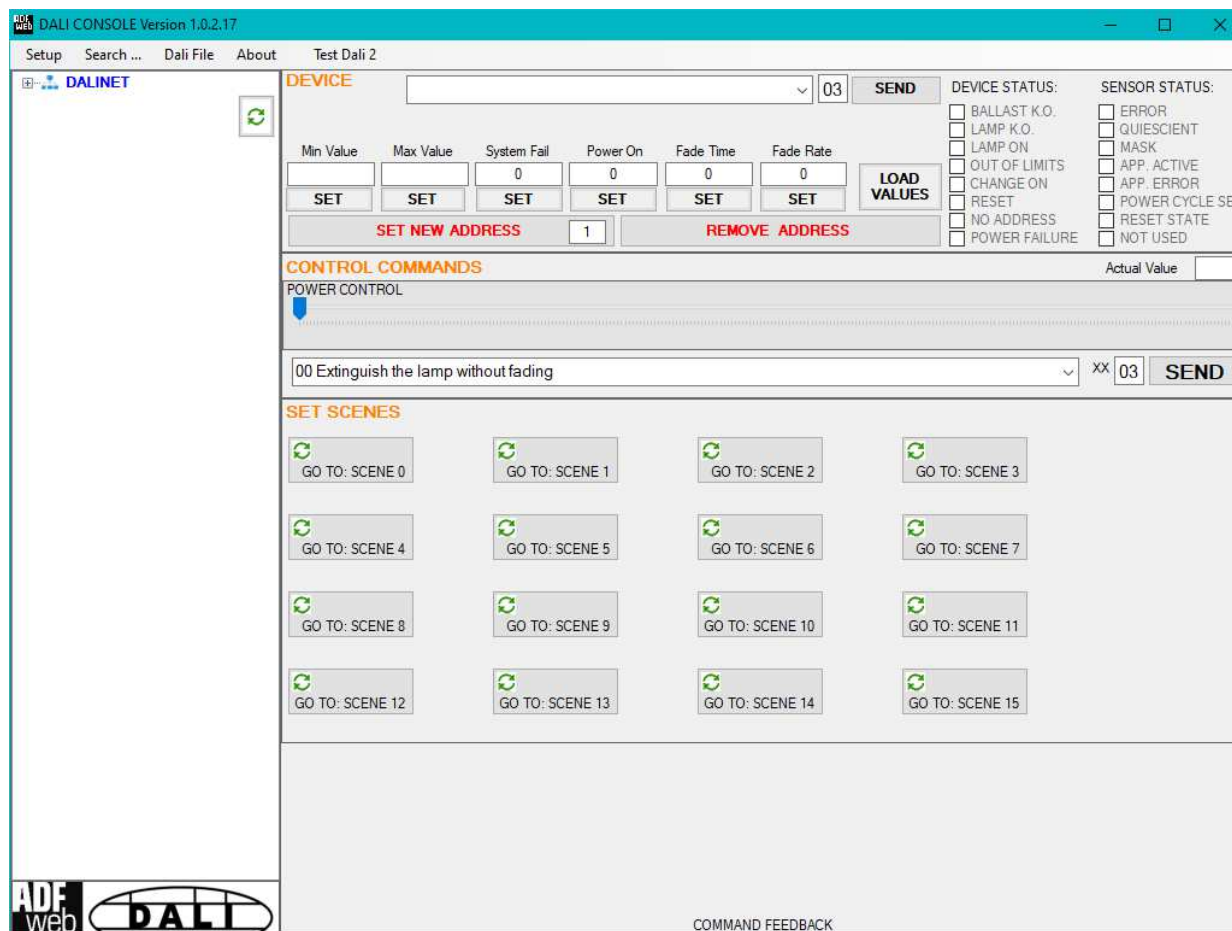 ADF web DALI CONSOLE Version 1.0.2.17
Setup Search ... Dali File About Test Dali 2
DALINET
DEVICE
03 SEND
Min Value Max Value System Fail Power On Fade Time Fade Rate
0 0 0 0
SET SET SET SET SET SET
LOAD
VALUES
SET NEW ADDRESS 1 REMOVE ADDRESS
DEVICE STATUS:
BALLAST K.O.
LAMP K.O.
LAMP ON
OUT OF LIMITS
CHANGE ON
RESET
NO ADDRESS
POWER FAILURE
SENSOR STATUS:
ERROR
QUIESCIENT
MASK
APP. ACTIVE
APP. ERROR
POWER CYCLE SE
RESET STATE
NOT USED
CONTROL COMMANDS
Actual Value
POWER CONTROL
00 Extinguish the lamp without fading XX 03 SEND
SET SCENES
GO TO: SCENE 0 GO TO: SCENE 1 GO TO: SCENE 2 GO TO: SCENE 3
GO TO: SCENE 4 GO TO: SCENE 5 GO TO: SCENE 6 GO TO: SCENE 7
GO TO: SCENE 8 GO TO: SCENE 9 GO TO: SCENE 10 GO TO: SCENE 11
GO TO: SCENE 12 GO TO: SCENE 13 GO TO: SCENE 14 GO TO: SCENE 15
ADF
web
DALI
COMMAND FEEDBACK